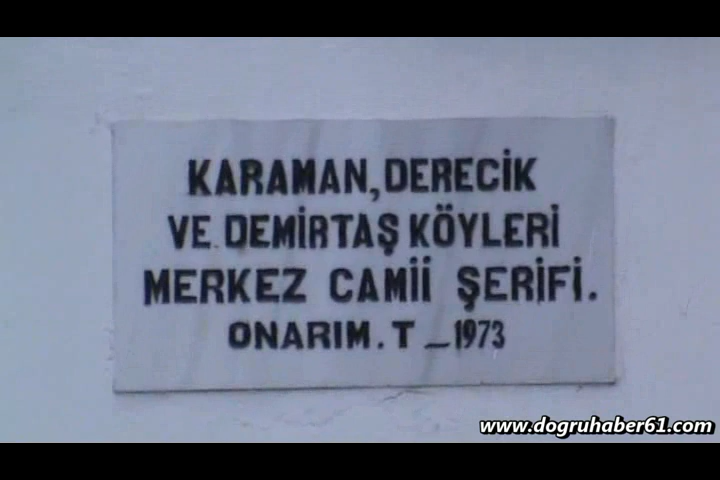 KARAMAN, DERECİK
VE DEMİRTAŞ KÖYLERİ
MERKEZ CAMİİ ŞERİFİ.
ONARIM. T _ 1973
www.dogruhaber61.com